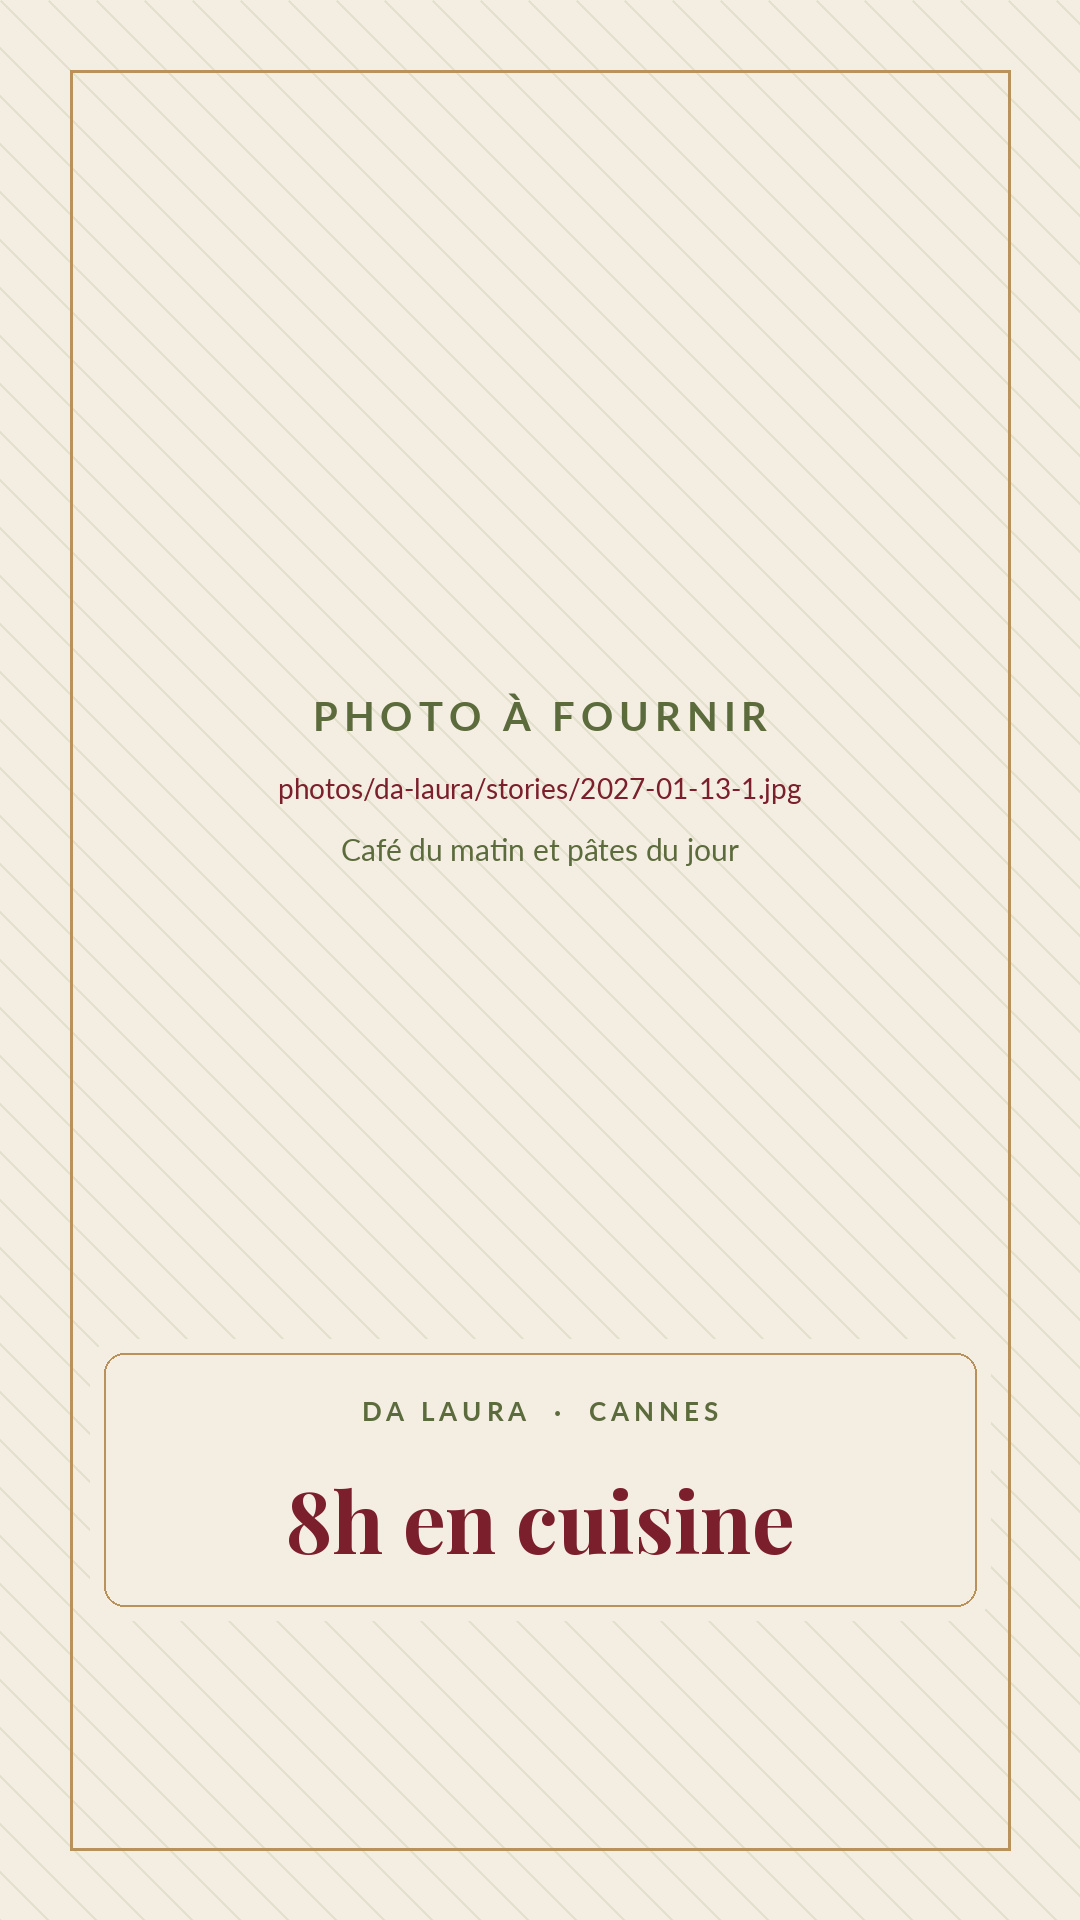 PHOTO À FOURNIR
photos/da-laura/stories/2027-01-13-1.jpg
Café du matin et pâtes du jour
DA LAURA · CANNES
8h en cuisine